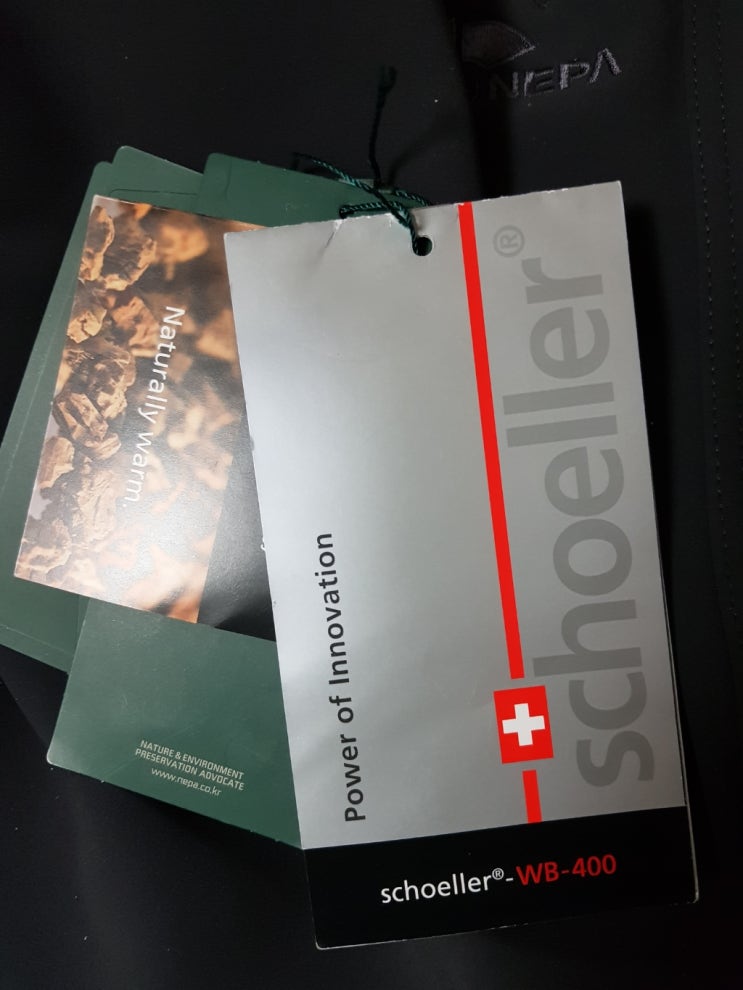 NEPA
Naturally warm.
schoeller®
Power of Innovation
NATURE & ENVIRONMENT
PRESERVATION ADVOCATE
www.nepa.co.kr
schoeller®-WB-400